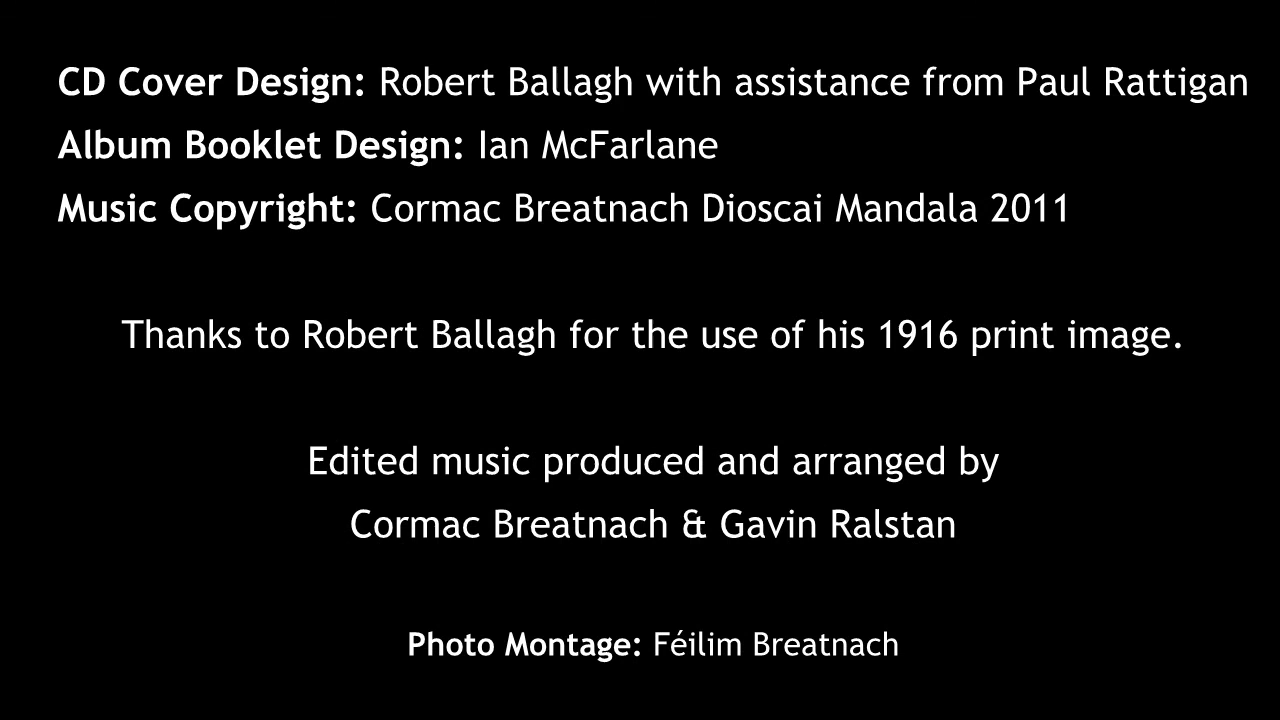 CD Cover Design: Robert Ballagh with assistance from Paul Rattigan
Album Booklet Design: Ian McFarlane
Music Copyright: Cormac Breatnach Dioscai Mandala 2011
Thanks to Robert Ballagh for the use of his 1916 print image.
Edited music produced and arranged by
Cormac Breatnach & Gavin Ralstan
Photo Montage: Féilim Breatnach